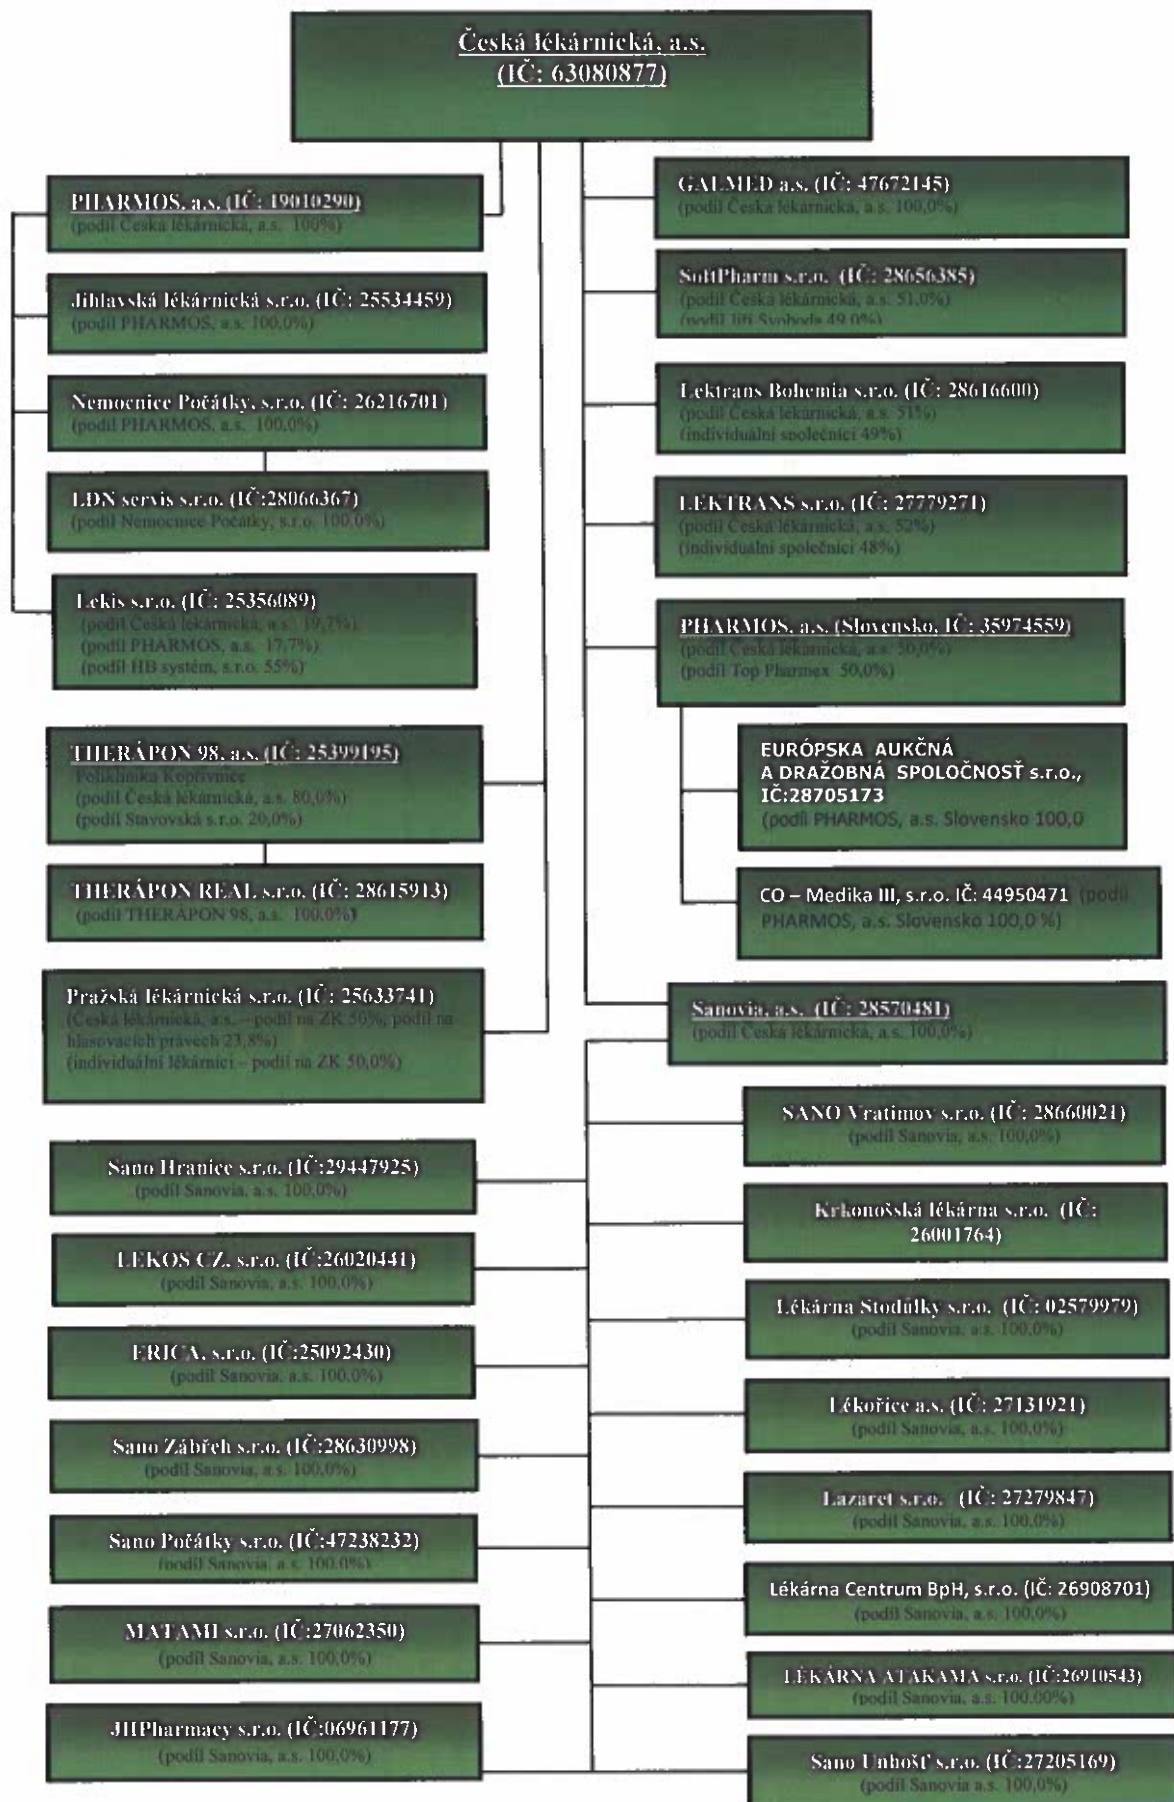 Česká lékárnická, a.s.
(IČ: 63080877)
PHARMOS, a.s. (IČ: 19010290)
(podíl Česká lékárnická, a.s. 100%)
Jihlavská lékárnická s.r.o. (IČ: 25534459)
(podíl PHARMOS, a.s. 100,0%)
Nemocnice Počátky, s.r.o. (IČ: 26216701)
(podíl PHARMOS, a.s. 100,0%)
LDN servis s.r.o. (IČ:28066367)
(podíl Nemocnice Počátky, s.r.o. 100,0%)
Lekis s.r.o. (IČ: 25356089)
(podíl Česká lékárnická, a.s. 19,7%)
(podíl PHARMOS, a.s. 17,7%)
(podíl HB systém, s.r.o. 55%)
THERÁPON 98, a.s. (IČ: 25399195)
Poliklinika Kopřivnice
(podíl Česká lékárnická, a.s. 80,0%)
(podíl Stavovská s.r.o. 20,0%)
THERÁPON REAL s.r.o. (IČ: 28615913)
(podíl THERÁPON 98, a.s. 100,0%)
Pražská lékárnická s.r.o. (IČ: 25633741)
(Česká lékárnická, a.s. – podíl na ZK 50%, podíl na
hlasovacích právech 23,8%)
(individuální lékárníci – podíl na ZK 50,0%)
GALMED a.s. (IČ: 47672145)
(podíl Česká lékárnická, a.s. 100,0%)
SoftPharm s.r.o. (IČ: 28656385)
(podíl Česká lékárnická, a.s. 51,0%)
(podíl Jiří Svoboda 49,0%)
Lektrans Bohemia s.r.o. (IČ: 28616600)
(podíl Česká lékárnická, a.s. 51%)
(individuální společníci 49%)
LEKTRANS s.r.o. (IČ: 27779271)
(podíl Česká lékárnická, a.s. 52%)
(individuální společníci 48%)
PHARMOS, a.s. (Slovensko, IČ: 35974559)
(podíl Česká lékárnická, a.s. 50,0%)
(podíl Top Pharmex 50,0%)
EURÓPSKA AUKČNÁ
A DRAŽOBNÁ SPOLOČNOSŤ s.r.o.,
IČ:28705173
(podíl PHARMOS, a.s. Slovensko 100,0
CO – Medika III, s.r.o. IČ: 44950471 (podíl
PHARMOS, a.s. Slovensko 100,0 %)
Sanovia, a.s. (IČ: 28570481)
(podíl Česká lékárnická, a.s. 100,0%)
Sano Hranice s.r.o. (IČ:29447925)
(podíl Sanovia, a.s. 100,0%)
LEKOS CZ, s.r.o. (IČ:26020441)
(podíl Sanovia, a.s. 100,0%)
ERICA, s.r.o. (IČ:25092430)
(podíl Sanovia, a.s. 100,0%)
Sano Zábřeh s.r.o. (IČ:28630998)
(podíl Sanovia, a.s. 100,0%)
Sano Počátky s.r.o. (IČ:47238232)
(podíl Sanovia, a.s. 100,0%)
MATAMI s.r.o. (IČ:27062350)
(podíl Sanovia, a.s. 100,0%)
JHPharmacy s.r.o. (IČ:06961177)
(podíl Sanovia, a.s. 100,0%)
SANO Vratimov s.r.o. (IČ: 28660021)
(podíl Sanovia, a.s. 100,0%)
Krkonošská lékárna s.r.o. (IČ:
26001764)
Lékárna Stodůlky s.r.o. (IČ: 02579979)
(podíl Sanovia, a.s. 100,0%)
Lékořice a.s. (IČ: 27131921)
(podíl Sanovia, a.s. 100,0%)
Lazaret s.r.o. (IČ: 27279847)
(podíl Sanovia, a.s. 100,0%)
Lékárna Centrum BpH, s.r.o. (IČ: 26908701)
(podíl Sanovia, a.s. 100,0%)
LÉKÁRNA ATAKAMA s.r.o. (IČ:26910543)
(podíl Sanovia, a.s. 100,00%)
Sano Unhošť s.r.o. (IČ:27205169)
(podíl Sanovia a.s. 100,0%)